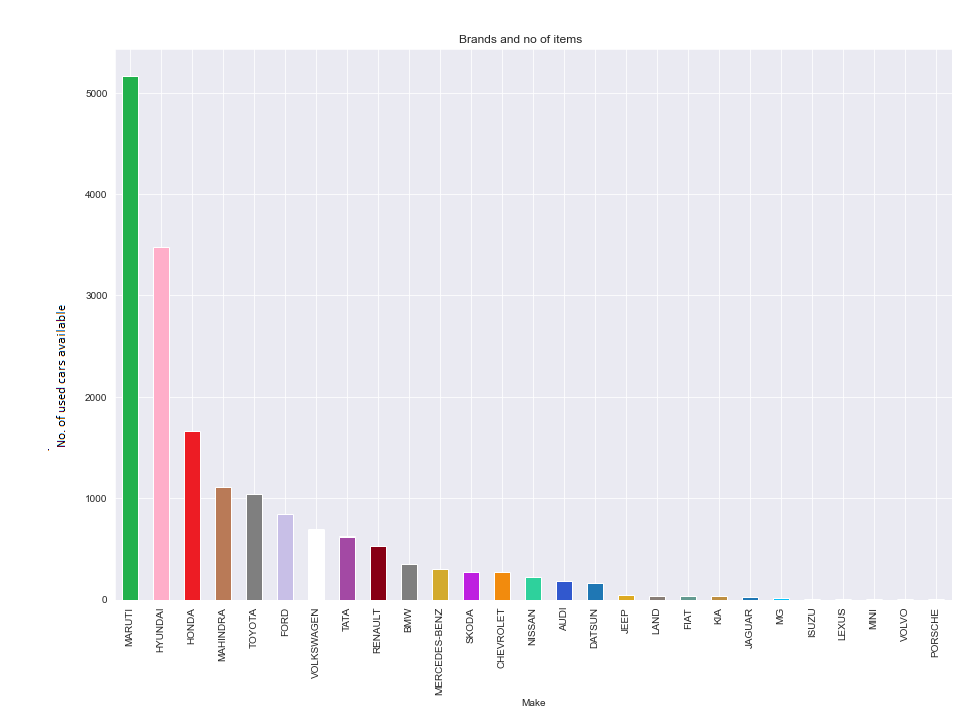 Brands and no of items
5000
4000
3000
2000
1000
0
No. of used cars available
MARUTI
HYUNDAI
HONDA
MAHINDRA
TOYOTA
FORD
VOLKSWAGEN
TATA
RENAULT
BMW
MERCEDES-BENZ
SKODA
CHEVROLET
NISSAN
AUDI
DATSUN
JEEP
LAND
FIAT
KIA
JAGUAR
MG
ISUZU
LEXUS
MINI
VOLVO
PORSCHE
Make